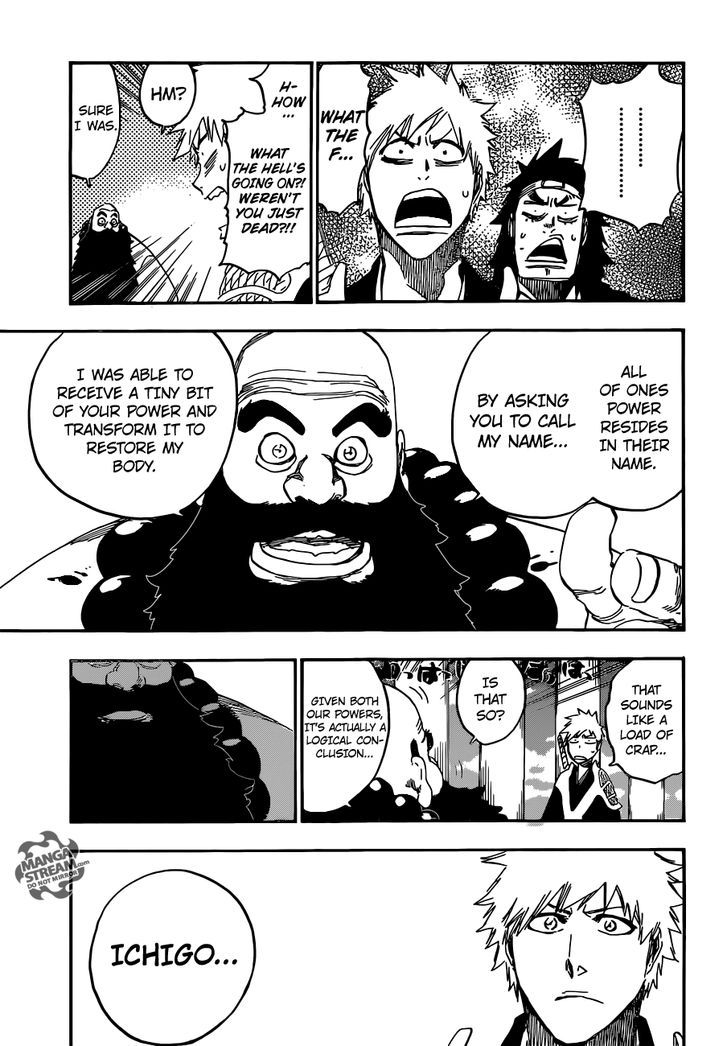 ............
WHAT
THE
F...
H-
HOW
...
WHAT
THE HELL'S
GOING ON?!
WEREN'T
YOU JUST
DEAD?!!
HM?
SURE
I WAS.
ALL
OF ONES
POWER
RESIDES
IN THEIR
NAME.
BY ASKING
YOU TO CALL
MY NAME...
I WAS ABLE TO
RECEIVE A TINY BIT
OF YOUR POWER AND
TRANSFORM IT TO
RESTORE MY
BODY.
THAT
SOUNDS
LIKE A
LOAD OF
CRAP...
IS
THAT
SO?
GIVEN BOTH
OUR POWERS,
IT'S ACTUALLY A
LOGICAL CON-
CLUSION...
ICHIGO...
MANGA
STREAM.com
DO NOT MIRROR